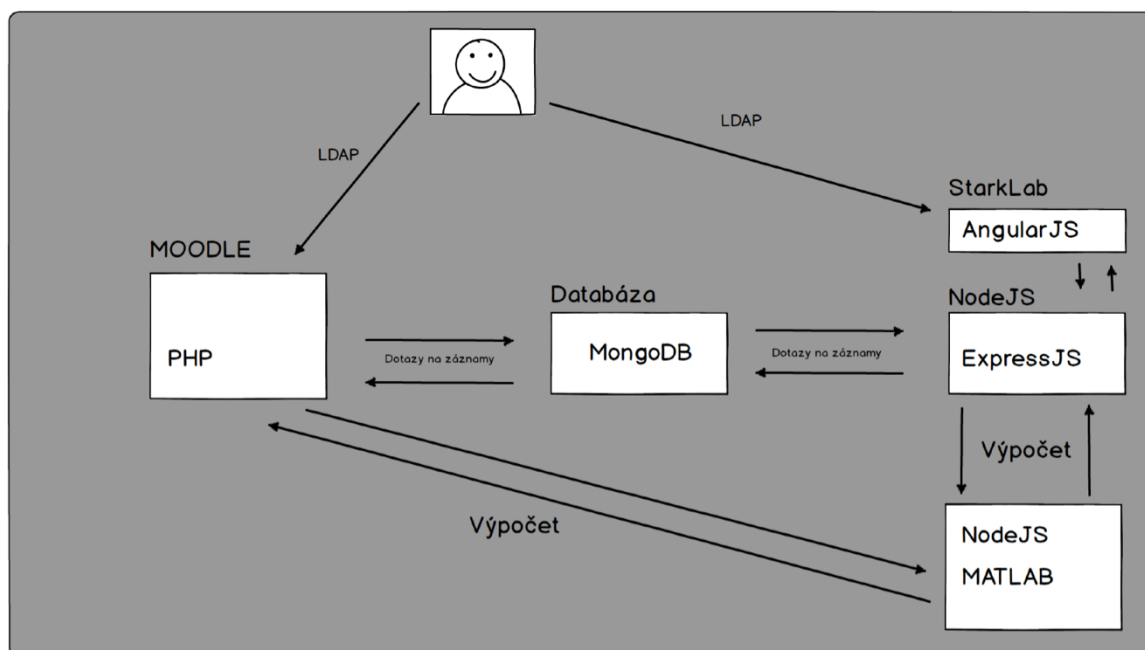 LDAP
LDAP
StarkLab
AngularJS
MOODLE
PHP
Databáza
MongoDB
NodeJS
ExpressJS
Dotazy na záznamy
Dotazy na záznamy
Výpočet
Výpočet
NodeJS
MATLAB